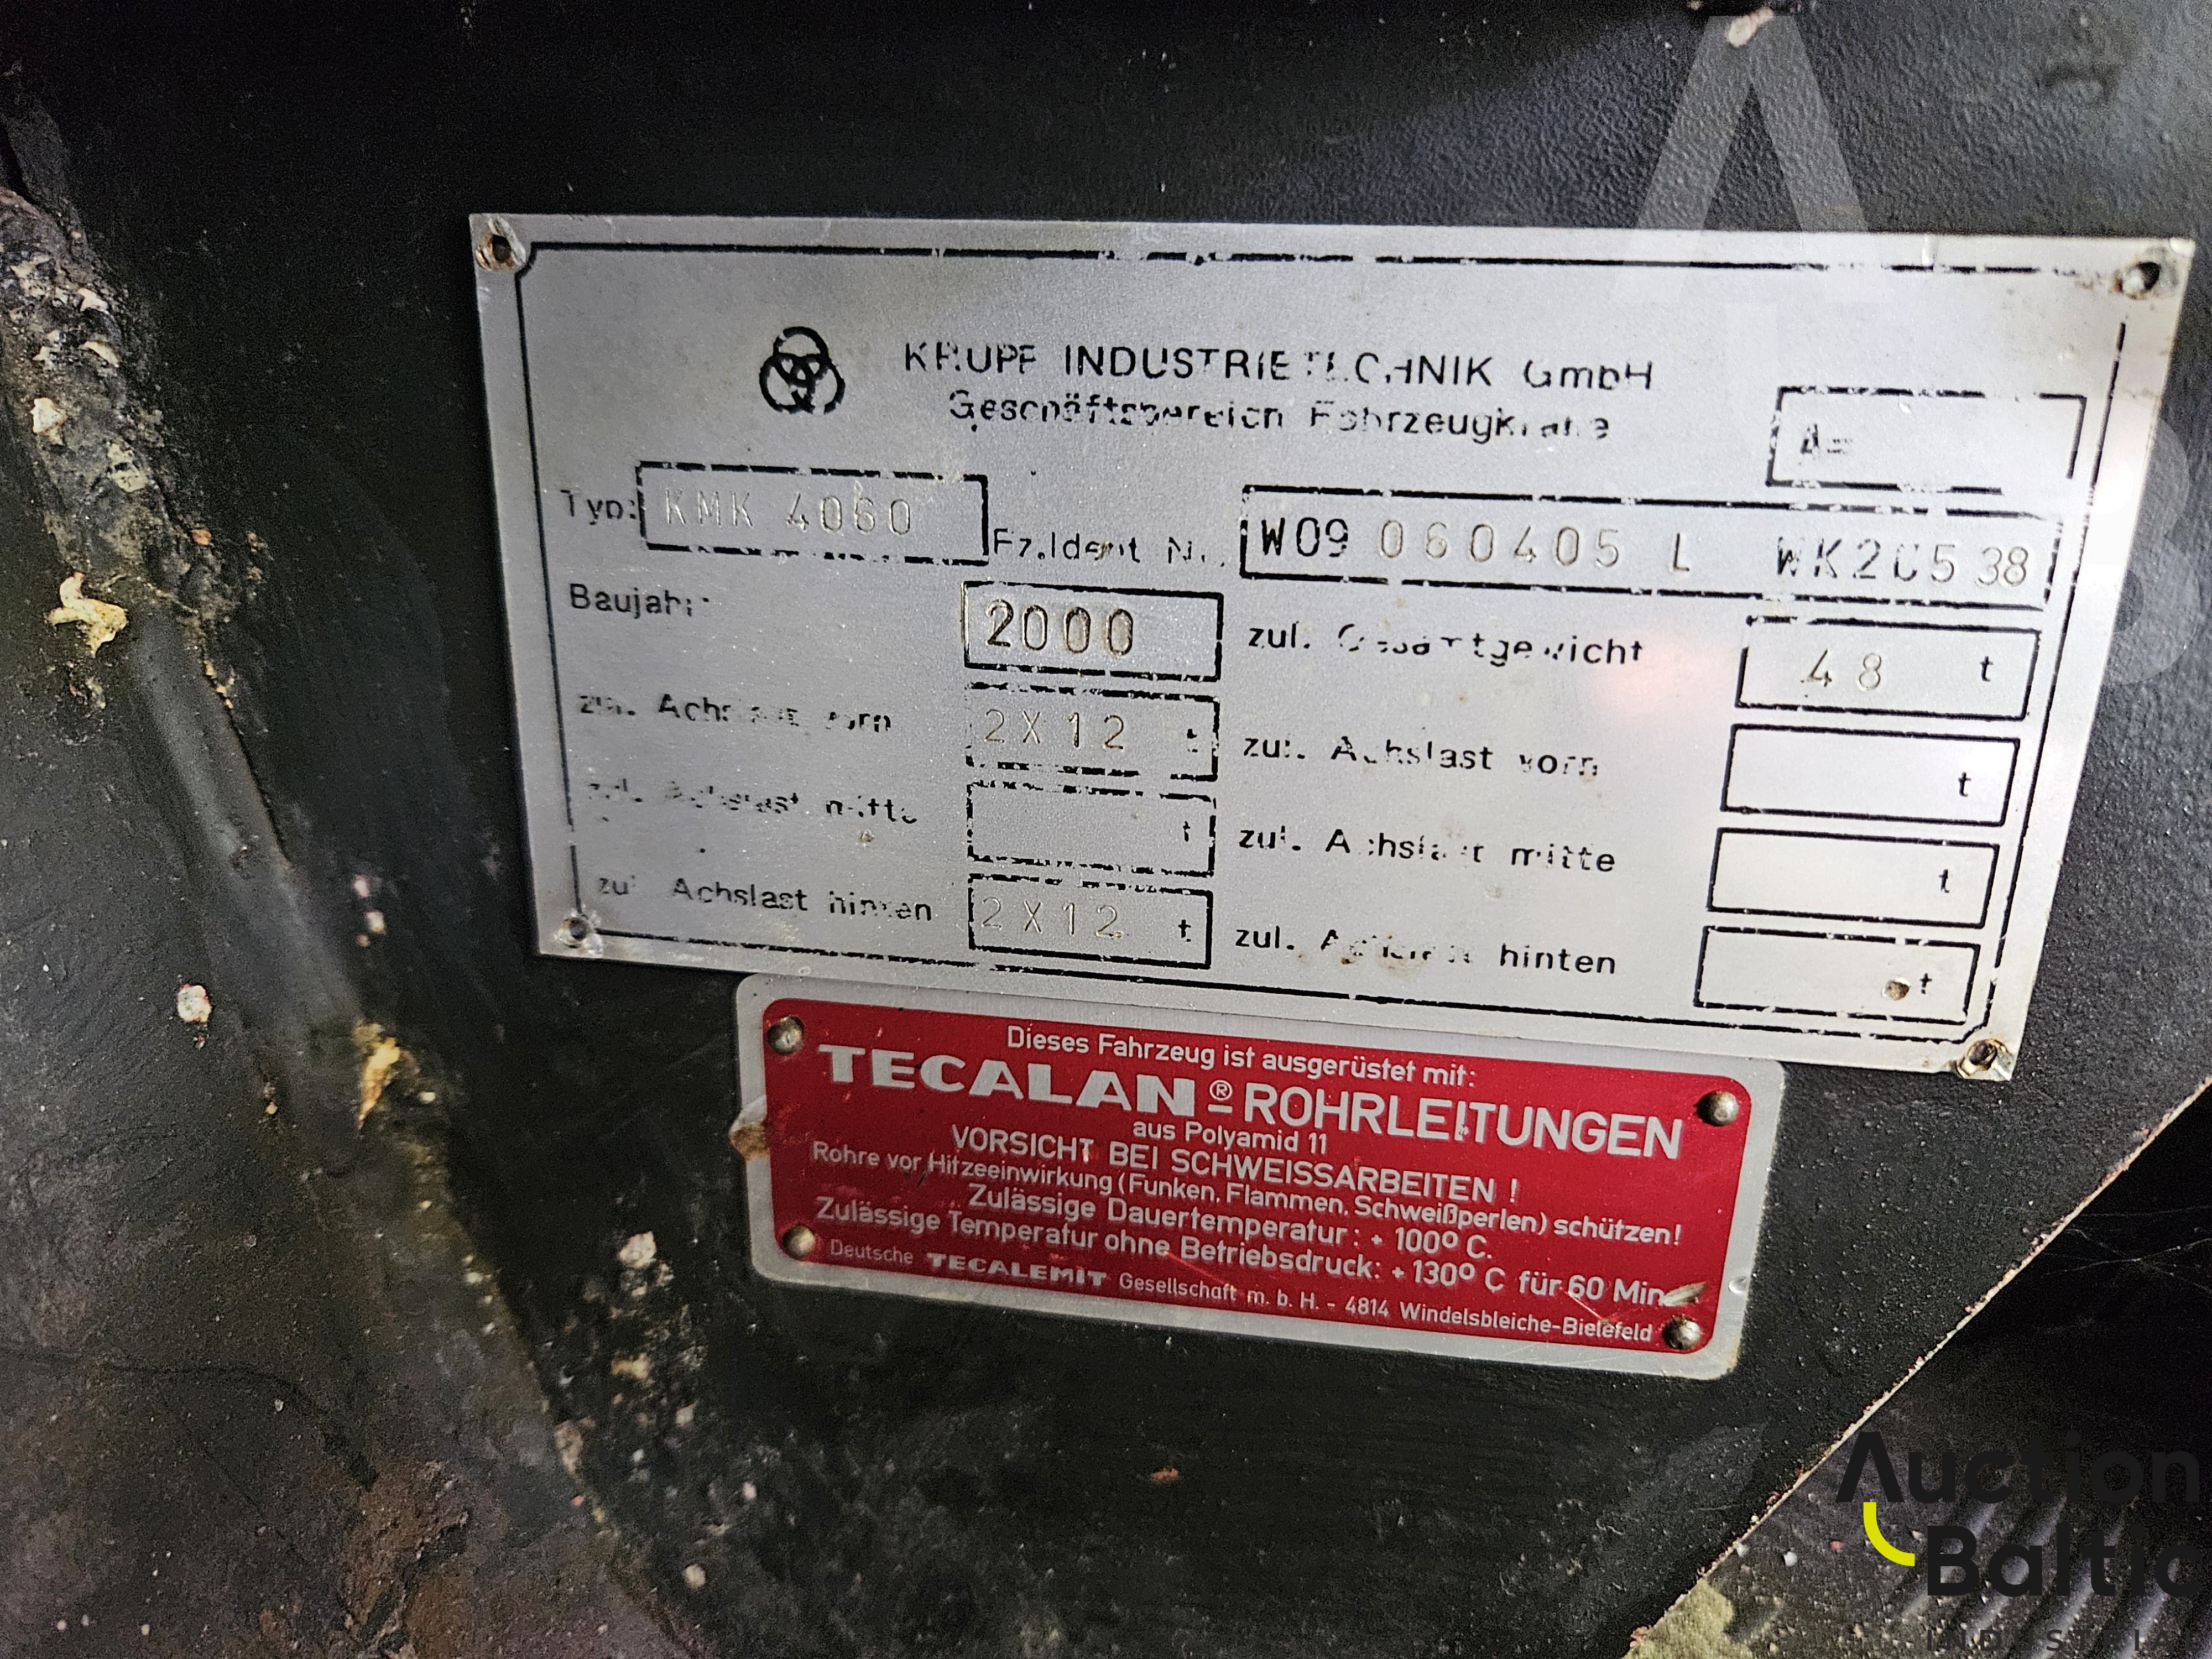 KRUPP INDUSTRIETECHNIK GmbH
Geschäftsbereich Fahrzeugkrane
A=
Typ: KMK 4060 Fz.Ident Nr. W09 060405 L WK205 38
Baujahr 2000 zul. Gesamtgewicht 48 t
zul. Achslast vorn 2X12 t zul. Achslast vorn t
zul. Achslast mitte t zul. Achslast mitte t
zul. Achslast hinten 2X12 t zul. Achslast hinten t
Dieses Fahrzeug ist ausgerüstet mit:
TECALAN®-ROHRLEITUNGEN
aus Polyamid 11
VORSICHT BEI SCHWEISSARBEITEN !
Rohre vor Hitzeeinwirkung (Funken, Flammen, Schweißperlen) schützen!
Zulässige Dauertemperatur: + 100° C.
Zulässige Temperatur ohne Betriebsdruck: +130° C für 60 Min.
Deutsche TECALEMIT Gesellschaft m. b. H. - 4814 Windelsbleiche-Bielefeld
Auction
Baltic
INDUSTRIAL